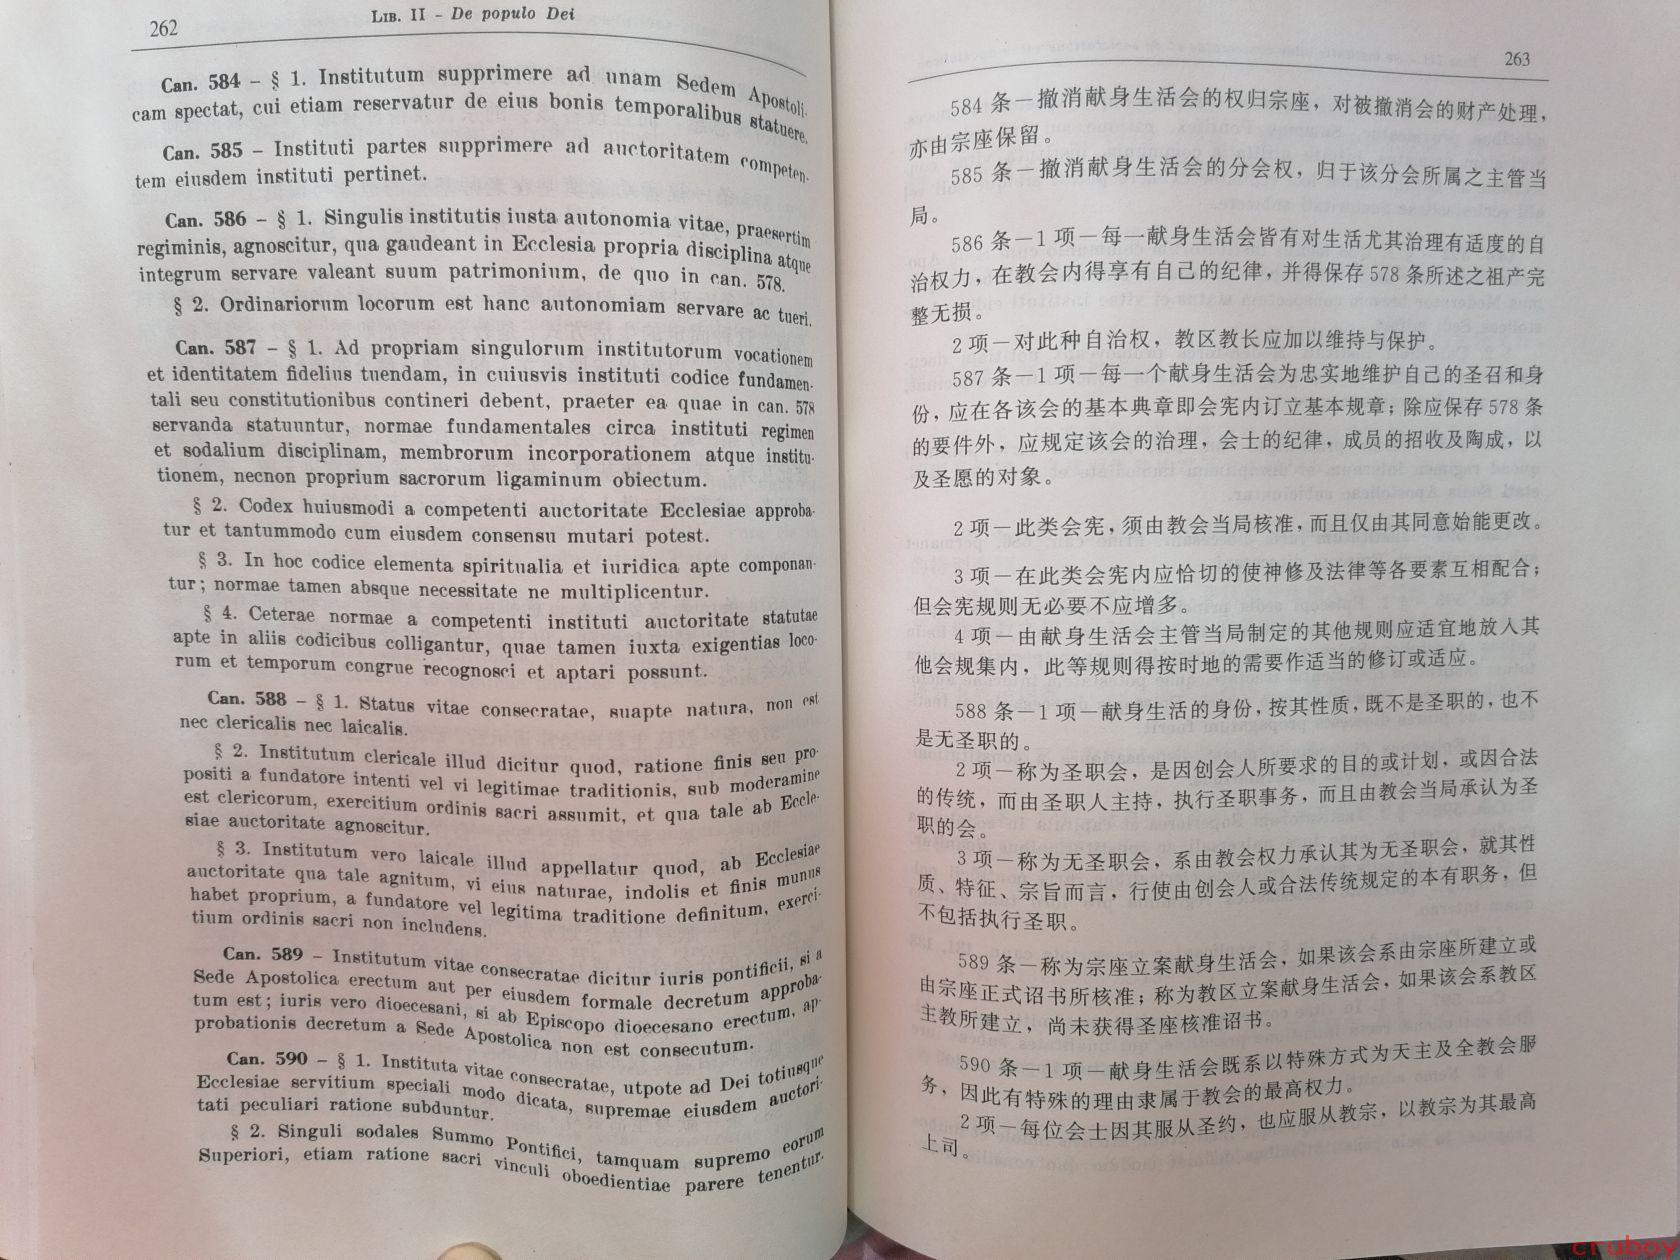 262
LIB. II – De populo Dei
Can. 584 – § 1. Institutum supprimere ad unam Sedem Apostoli-
cam spectat, cui etiam reservatur de eius bonis temporalibus statuere.
Can. 585 – Instituti partes supprimere ad auctoritatem competen-
tem eiusdem instituti pertinet.
Can. 586 – § 1. Singulis institutis iusta autonomia vitae, praesertim
regiminis, agnoscitur, qua gaudeant in Ecclesia propria disciplina atque
integrum servare valeant suum patrimonium, de quo in can. 578.
§ 2. Ordinariorum locorum est hanc autonomiam servare ac tueri.
Can. 587 – § 1. Ad propriam singulorum institutorum vocationem
et identitatem fidelius tuendam, in cuiusvis instituti codice fundamen-
tali seu constitutionibus contineri debent, praeter ea quae in can. 578
servanda statuuntur, normae fundamentales circa instituti regimen
et sodalium disciplinam, membrorum incorporationem atque institu-
tionem, necnon proprium sacrorum ligaminum obiectum.
§ 2. Codex huiusmodi a competenti auctoritate Ecclesiae approba-
tur et tantummodo cum eiusdem consensu mutari potest.
§ 3. In hoc codice elementa spiritualia et iuridica apte componan-
tur; normae tamen absque necessitate ne multiplicentur.
§ 4. Ceterae normae a competenti instituti auctoritate statutae
apte in aliis codicibus colligantur, quae tamen iuxta exigentias loco-
rum et temporum congrue recognosci et aptari possunt.
Can. 588 – § 1. Status vitae consecratae, suapte natura, non est
nec clericalis nec laicalis.
§ 2. Institutum clericale illud dicitur quod, ratione finis seu pro-
positi a fundatore intenti vel vi legitimae traditionis, sub moderamine
est clericorum, exercitium ordinis sacri assumit, et qua tale ab Eccle-
siae auctoritate agnoscitur.
§ 3. Institutum vero laicale illud appellatur quod, ab Ecclesiae
auctoritate qua tale agnitum, vi eius naturae, indolis et finis munus
habet proprium, a fundatore vel legitima traditione definitum, exerci-
tium ordinis sacri non includens.
Can. 589 – Institutum vitae consecratae dicitur iuris pontificii, si a
Sede Apostolica erectum aut per eiusdem formale decretum approba-
tum est; iuris vero dioecesani, si ab Episcopo dioecesano erectum, ap-
probationis decretum a Sede Apostolica non est consecutum.
Can. 590 – § 1. Instituta vitae consecratae, utpote ad Dei totiusque
Ecclesiae servitium speciali modo dicata, supremae eiusdem auctori-
tati peculiari ratione subduntur.
§ 2. Singuli sodales Summo Pontifici, tamquam supremo eorum
Superiori, etiam ratione sacri vinculi oboedientiae parere tenentur.
263
584 条－撤消献身生活会的权归宗座，对被撤消会的财产处理，
亦由宗座保留。
585 条－撤消献身生活会的分会权，归于该分会所属之主管当
局。
586 条－1 项－每一献身生活会皆有对生活尤其治理有适度的自
治权力，在教会内得享有自己的纪律，并得保存 578 条所述之祖产完
整无损。
2 项－对此种自治权，教区教长应加以维持与保护。
587 条－1 项－每一个献身生活会为忠实地维护自己的圣召和身
份，应在各该会的基本典章即会宪内订立基本规章；除应保存 578 条
的要件外，应规定该会的治理，会士的纪律，成员的招收及陶成，以
及圣愿的对象。
2 项－此类会宪，须由教会当局核准，而且仅由其同意始能更改。
3 项－在此类会宪内应恰切的使神修及法律等各要素互相配合；
但会宪规则无必要不应增多。
4 项－由献身生活会主管当局制定的其他规则应适宜地放入其
他会规集内，此等规则得按时地的需要作适当的修订或适应。
588 条－1 项－献身生活的身份，按其性质，既不是圣职的，也不
是无圣职的。
2 项－称为圣职会，是因创会人所要求的目的或计划，或因合法
的传统，而由圣职人主持，执行圣职事务，而且由教会当局承认为圣
职的会。
3 项－称为无圣职会，系由教会权力承认其为无圣职会，就其性
质、特征、宗旨而言，行使由创会人或合法传统规定的本有职务，但
不包括执行圣职。
589 条－称为宗座立案献身生活会，如果该会系由宗座所建立或
由宗座正式诏书所核准；称为教区立案献身生活会，如果该会系教区
主教所建立，尚未获得圣座核准诏书。
590 条－1 项－献身生活会既系以特殊方式为天主及全教会服
务，因此有特殊的理由隶属于教会的最高权力。
2 项－每位会士因其服从圣约，也应服从教宗，以教宗为其最高
上司。
cruboy